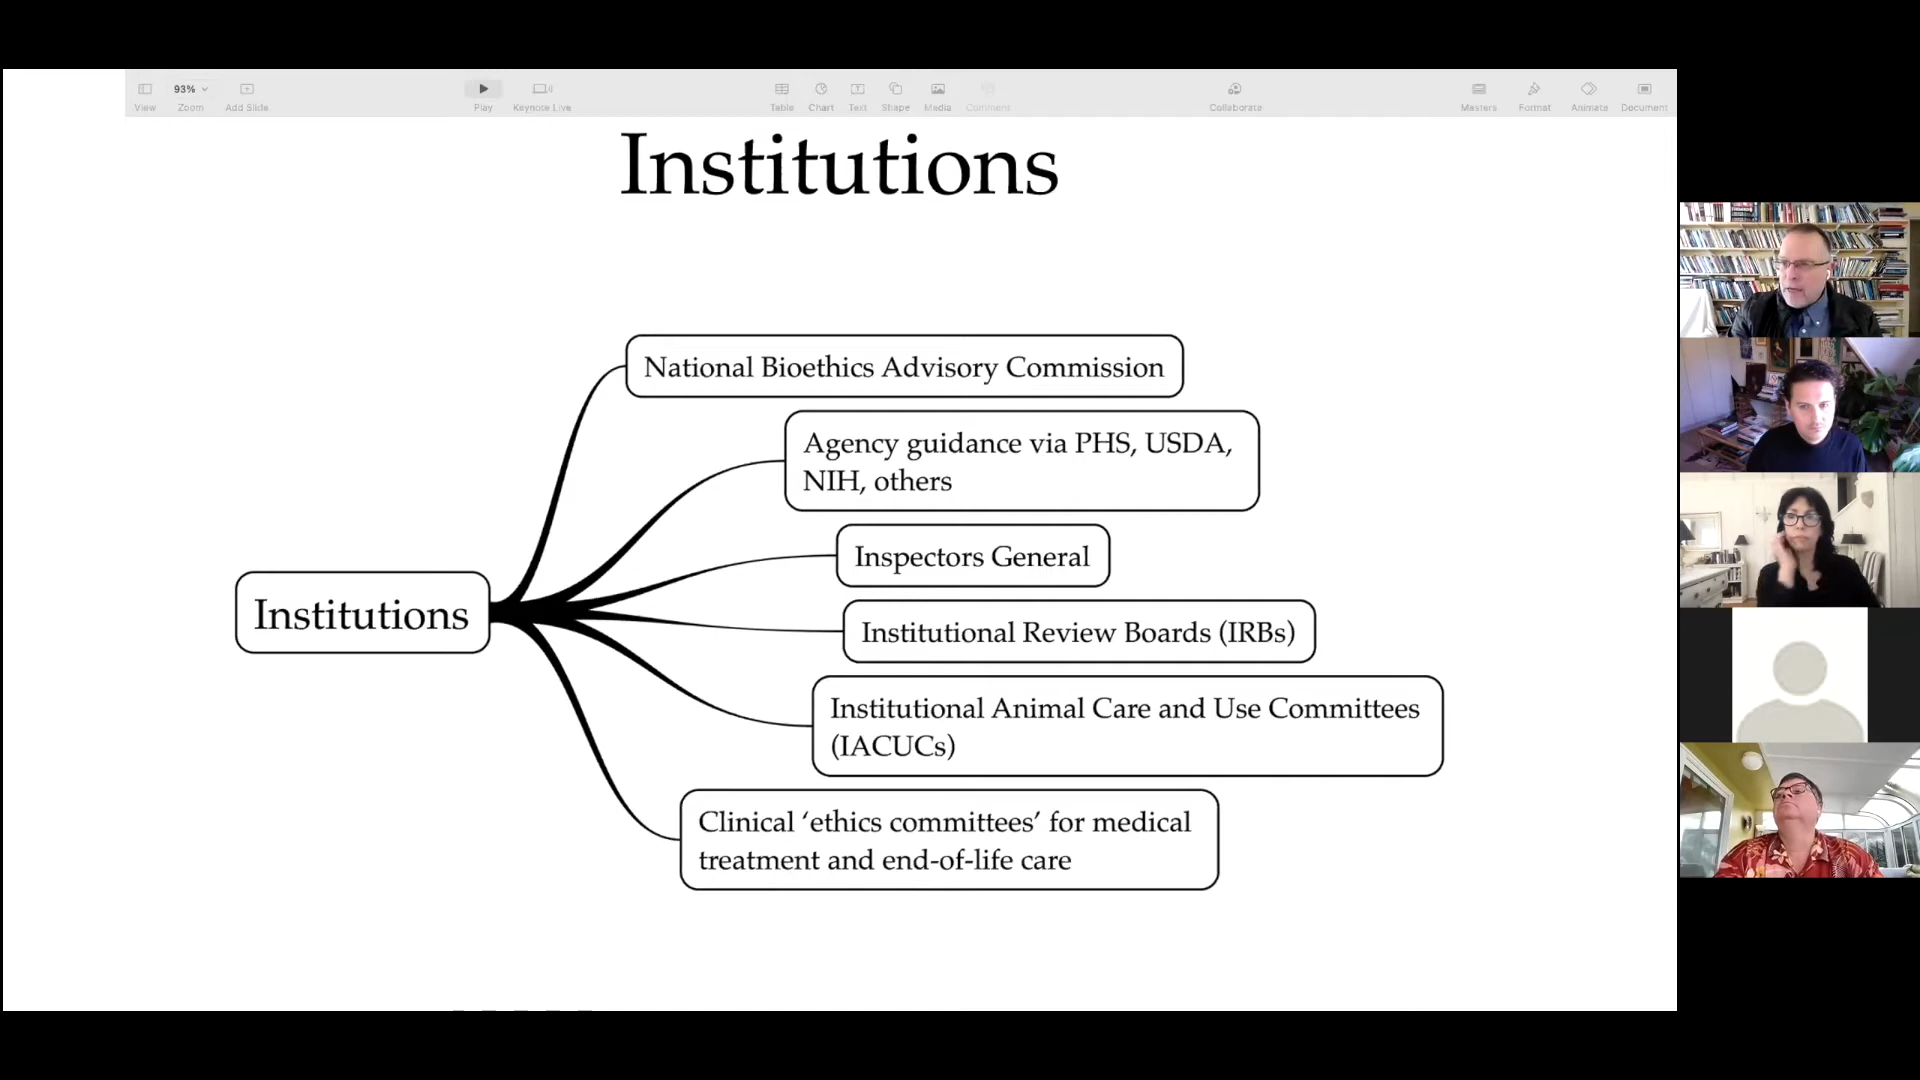 93%
View
Zoom
Add Slide
Play
Keynote Live
Table
Chart
Text
Shape
Media
Comment
Collaborate
Masters
Format
Animate
Document
Institutions
Institutions
National Bioethics Advisory Commission
Agency guidance via PHS, USDA,
NIH, others
Inspectors General
Institutional Review Boards (IRBs)
Institutional Animal Care and Use Committees
(IACUCs)
Clinical ‘ethics committees’ for medical
treatment and end-of-life care